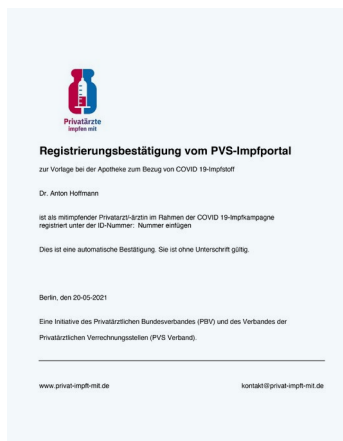 Privatärzte
impfen mit
Registrierungsbestätigung vom PVS-Impfportal
zur Vorlage bei der Apotheke zum Bezug von COVID 19-Impfstoff
Dr. Anton Hoffmann
ist als mitimpfender Privatarzt/-ärztin im Rahmen der COVID 19-Impfkampagne
registriert unter der ID-Nummer: Nummer einfügen
Dies ist eine automatische Bestätigung. Sie ist ohne Unterschrift gültig.
Berlin, den 20-05-2021
Eine Initiative des Privatärztlichen Bundesverbandes (PBV) und des Verbandes der
Privatärztlichen Verrechnungsstellen (PVS Verband).
www.privat-impft-mit.de kontakt@privat-impft-mit.de